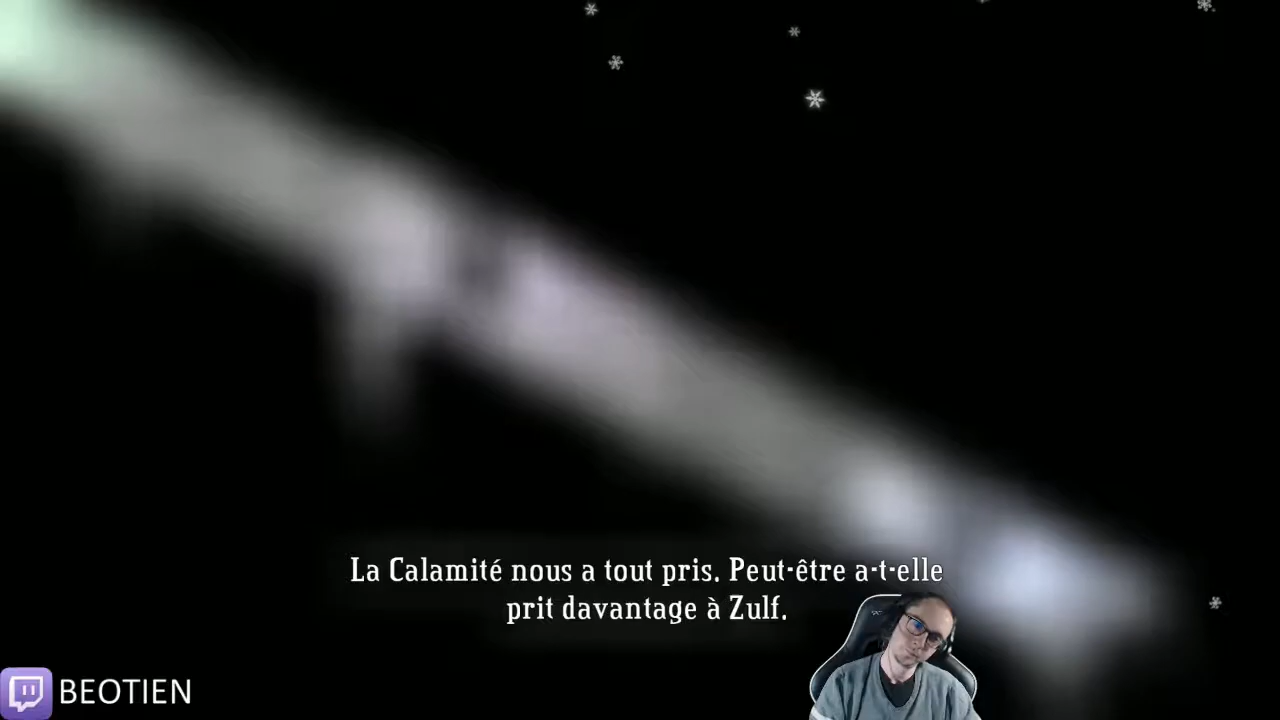 La Calamité nous a tout pris. Peut-être a-t-elle
prit davantage à Zulf.
BEOTIEN